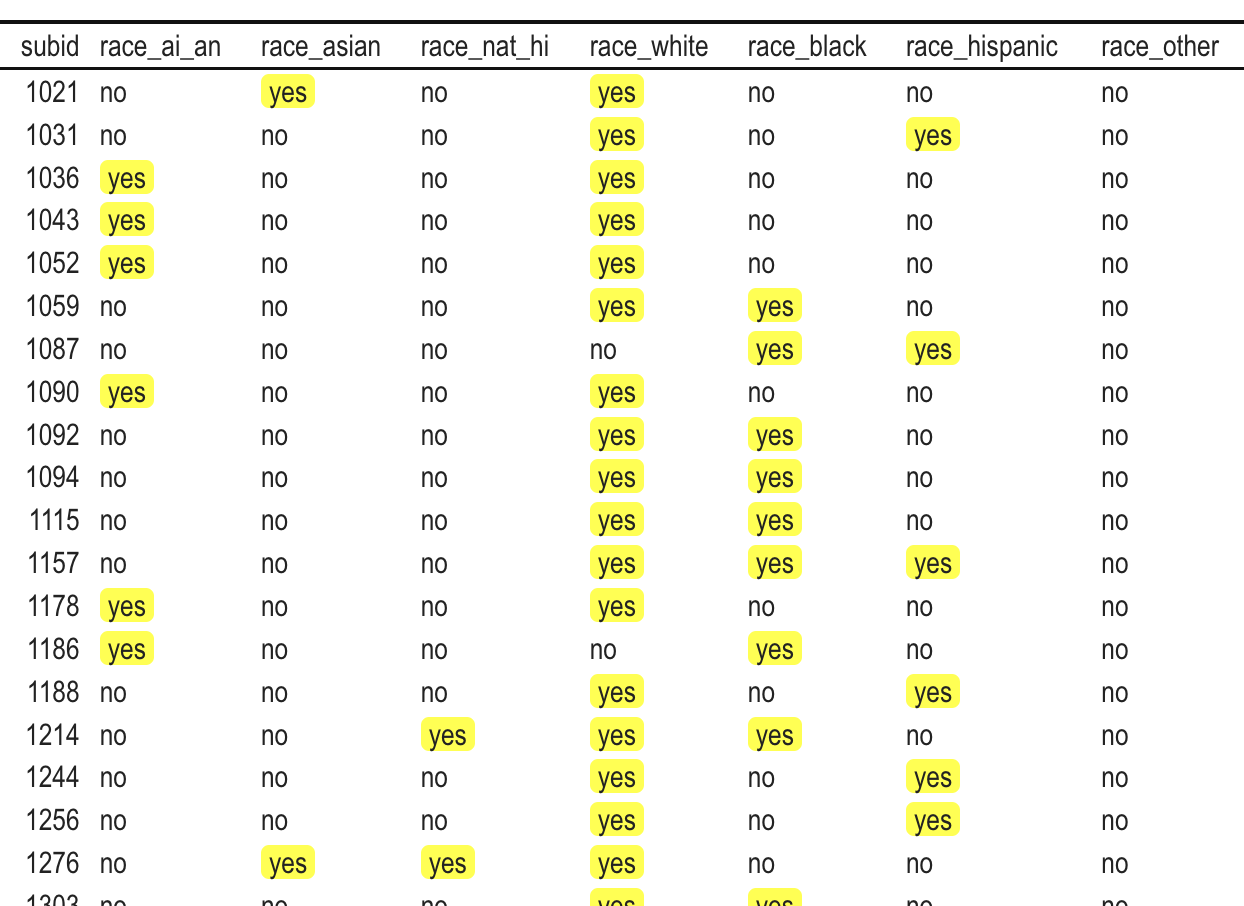 subid race_ai_an race_asian race_nat_hi race_white race_black race_hispanic race_other
1021 no yes no yes no no no
1031 no no no yes no yes no
1036 yes no no yes no no no
1043 yes no no yes no no no
1052 yes no no yes no no no
1059 no no no yes yes no no
1087 no no no no yes yes no
1090 yes no no yes no no no
1092 no no no yes yes no no
1094 no no no yes yes no no
1115 no no no yes yes no no
1157 no no no yes yes yes no
1178 yes no no yes no no no
1186 yes no no no yes no no
1188 no no no yes no yes no
1214 no no yes yes yes no no
1244 no no no yes no yes no
1256 no no no yes no yes no
1276 no yes yes yes no no no
1303 no no no yes yes no no